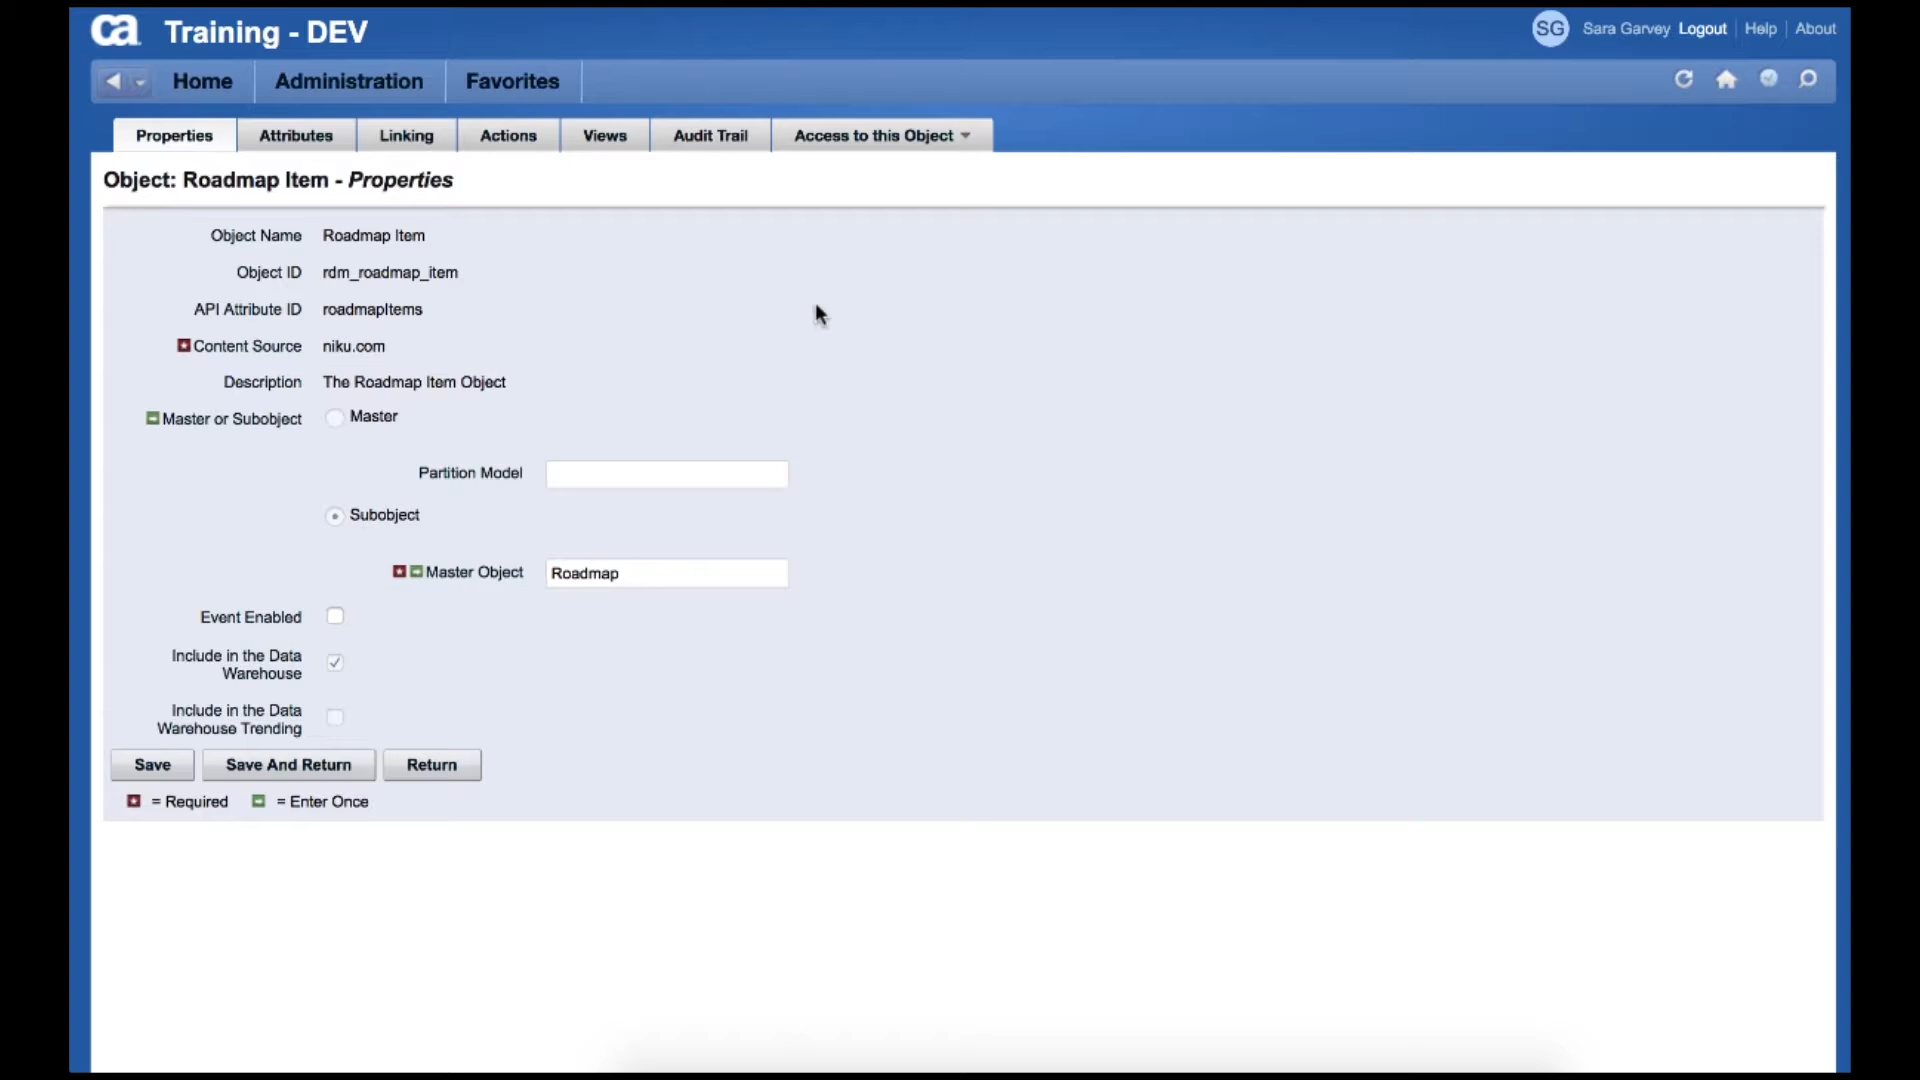 ca Training - DEV
SG Sara Garvey Logout Help About
Home Administration Favorites
Properties Attributes Linking Actions Views Audit Trail Access to this Object
Object: Roadmap Item - Properties
Object Name Roadmap Item
Object ID rdm_roadmap_item
API Attribute ID roadmapItems
Content Source niku.com
Description The Roadmap Item Object
Master or Subobject Master
Partition Model
Subobject
Master Object Roadmap
Event Enabled
Include in the Data
Warehouse
Include in the Data
Warehouse Trending
Save Save And Return Return
= Required = Enter Once